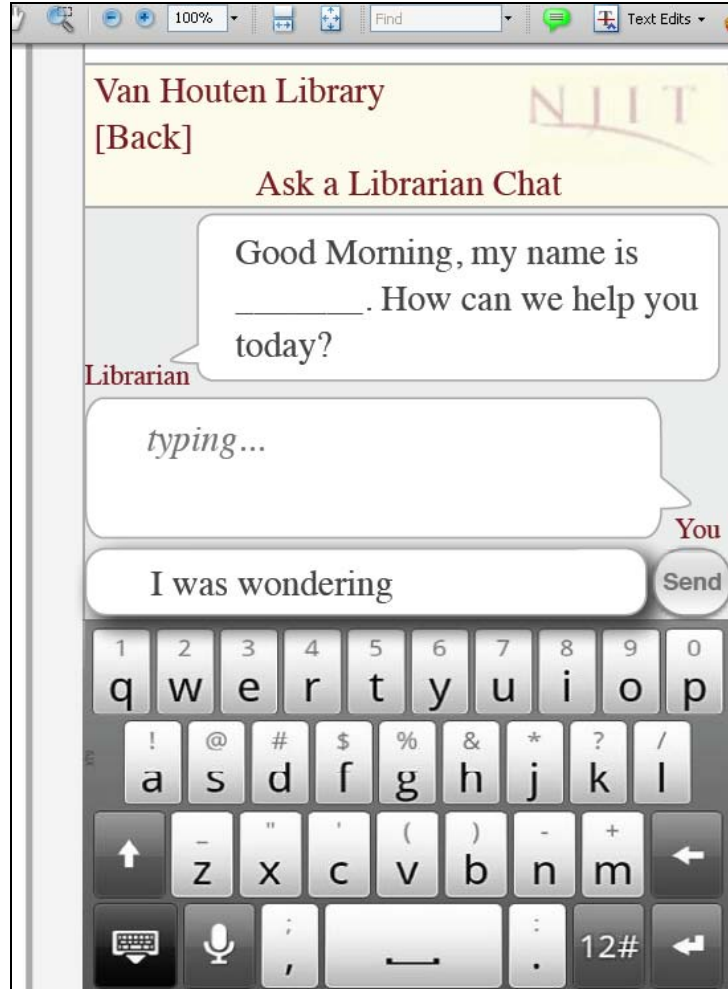 100%
Find
Text Edits
Van Houten Library
NJIT
[Back]
Ask a Librarian Chat
Good Morning, my name is
_______. How can we help you
today?
Librarian
typing...
You
I was wondering
Send
1 2 3 4 5 6 7 8 9 0
q w e r t y u i o p
! @ # $ % & * ? /
a s d f g h j k l
_ " ' ( ) - +
z x c v b n m
; :
, . 12#